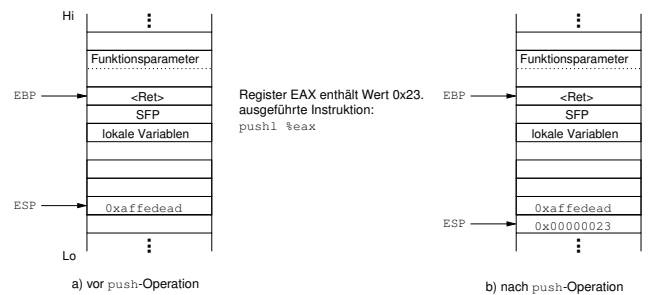 Hi
Funktionsparameter
EBP
<Ret>
SFP
lokale Variablen
ESP
0xaffedead
Lo
a) vor push-Operation
Register EAX enthält Wert 0x23.
ausgeführte Instruktion:
pushl %eax
Funktionsparameter
EBP
<Ret>
SFP
lokale Variablen
0xaffedead
ESP
0x00000023
b) nach push-Operation